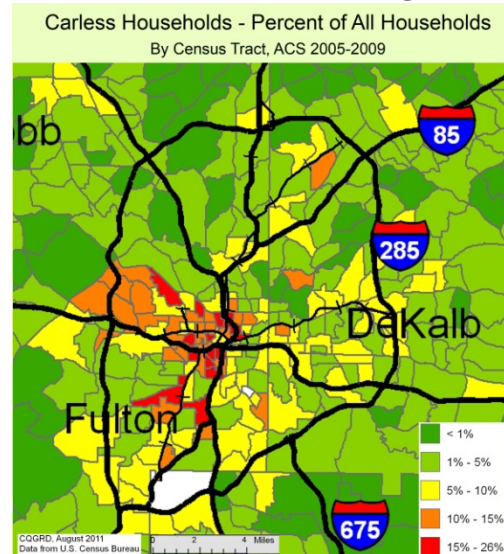 Carless Households - Percent of All Households
By Census Tract, ACS 2005-2009
obb
85
285
DeKalb
Fulton
675
< 1%
1% - 5%
5% - 10%
10% - 15%
15% - 26%
CQGRD, August 2011
Data from U.S. Census Bureau
0 2 4 Miles